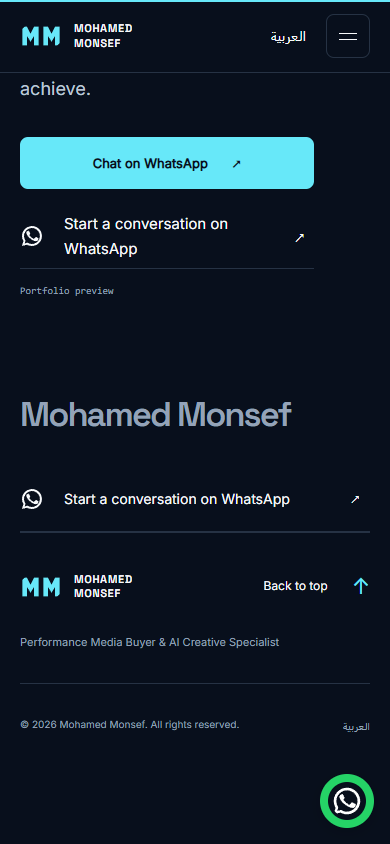 MM MOHAMED
MONSEF
العربية
achieve.
Chat on WhatsApp ↗
Start a conversation on
WhatsApp ↗
Portfolio preview
Mohamed Monsef
Start a conversation on WhatsApp ↗
MM MOHAMED
MONSEF
Back to top ↑
Performance Media Buyer & AI Creative Specialist
© 2026 Mohamed Monsef. All rights reserved.
العربية